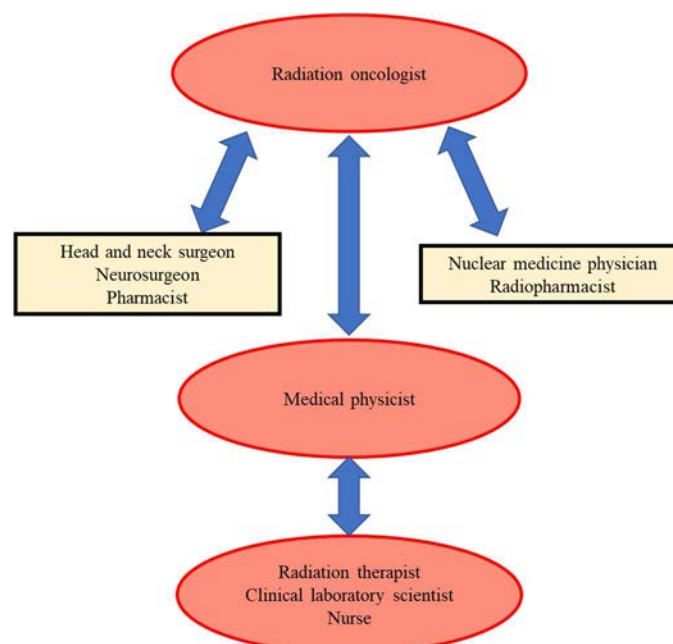 Radiation oncologist
Head and neck surgeon
Neurosurgeon
Pharmacist
Nuclear medicine physician
Radiopharmacist
Medical physicist
Radiation therapist
Clinical laboratory scientist
Nurse